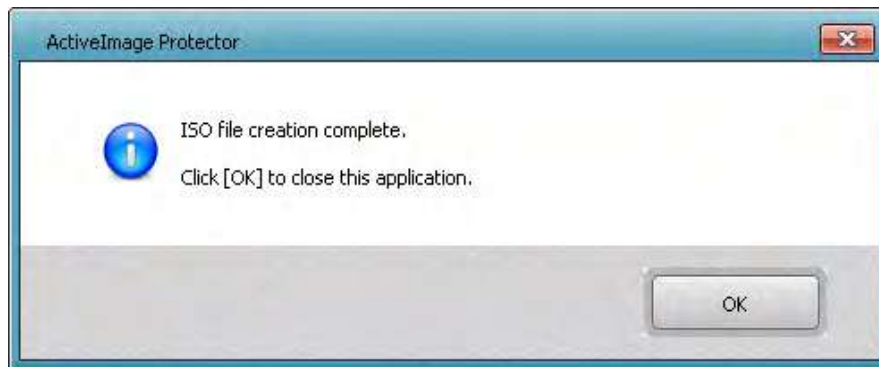 ActiveImage Protector
ISO file creation complete.
Click [OK] to close this application.
OK